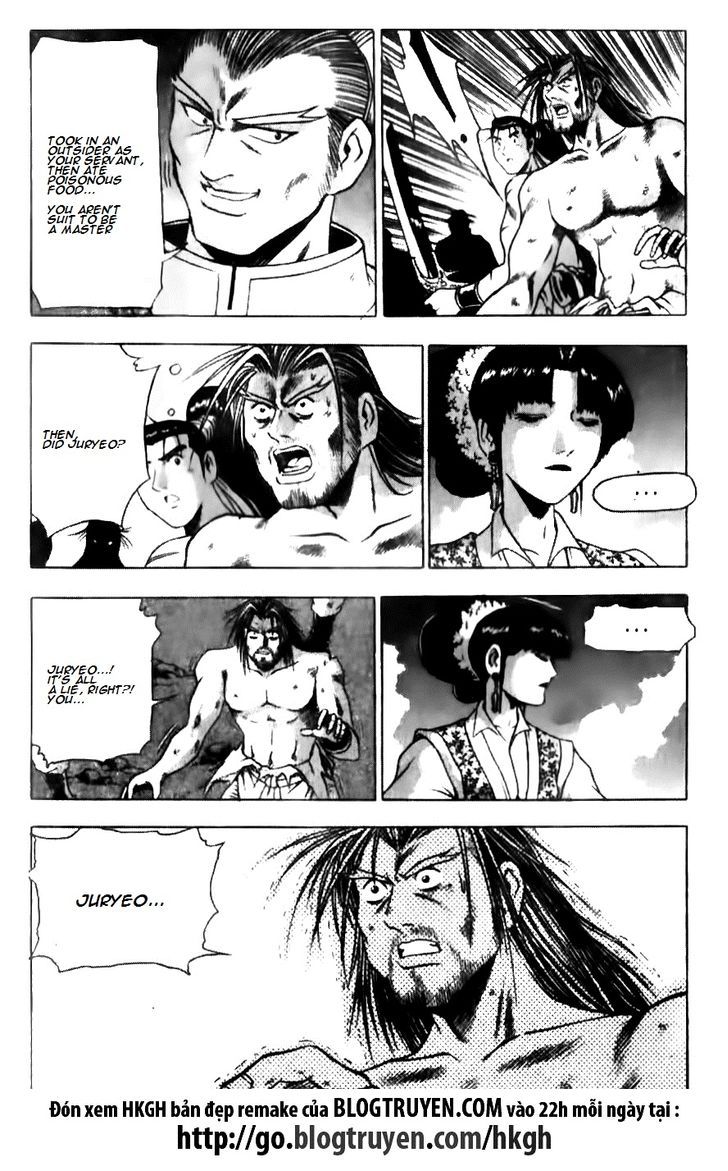 TOOK IN AN
OUTSIDER AS
YOUR SERVANT,
THEN ATE
POISONOUS
FOOD...
YOU AREN'T
SUIT TO BE
A MASTER
THEN,
DID JURYEO?
...
JURYEO...!
IT'S ALL
A LIE, RIGHT?!
YOU...
...
JURYEO...
Đón xem HKGH bản đẹp remake của BLOGTRUYEN.COM vào 22h mỗi ngày tại :
http://go.blogtruyen.com/hkgh